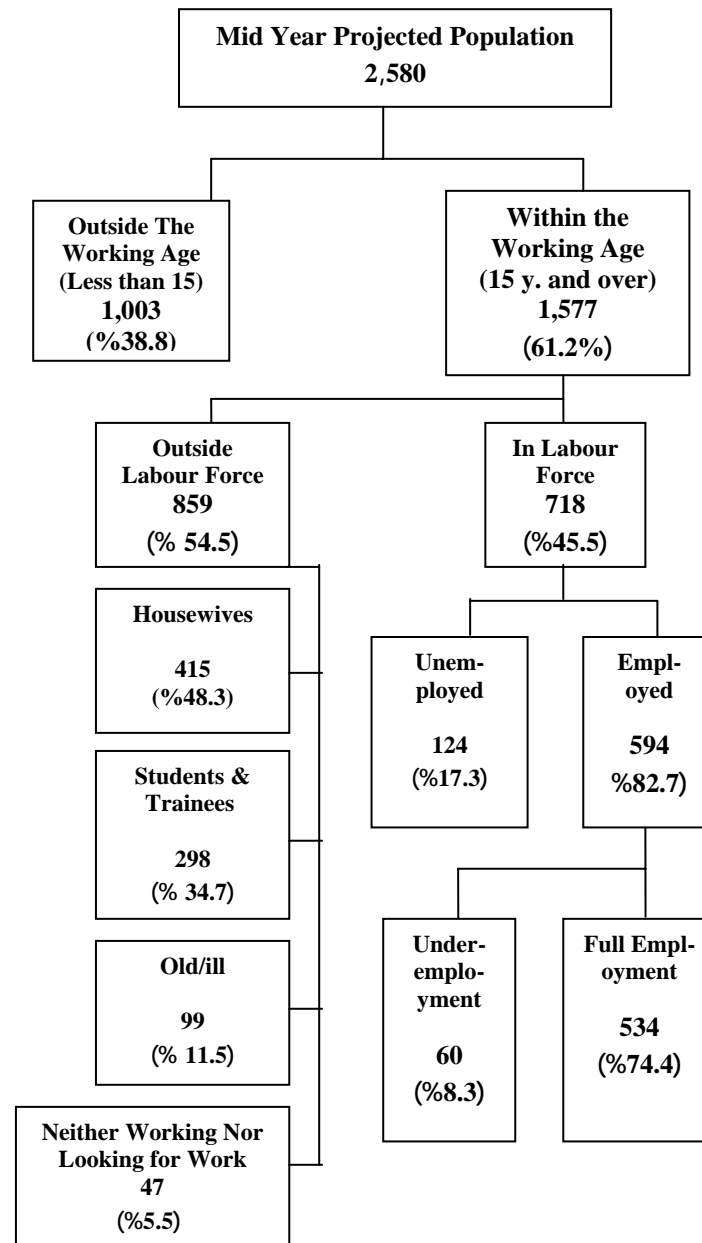 Mid Year Projected Population
2,580
Outside The
Working Age
(Less than 15)
1,003
(%38.8)
Within the
Working Age
(15 y. and over)
1,577
(61.2%)
Outside
Labour Force
859
(% 54.5)
In Labour
Force
718
(%45.5)
Housewives
415
(%48.3)
Students &
Trainees
298
(% 34.7)
Old/ill
99
(% 11.5)
Neither Working Nor
Looking for Work
47
(%5.5)
Unem-
ployed
124
(%17.3)
Empl-
oyed
594
%82.7)
Under-
emplo-
yment
60
(%8.3)
Full Empl-
oyment
534
(%74.4)